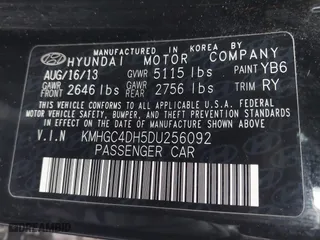 MANUFACTURED IN KOREA BY
HYUNDAI MOTOR COMPANY
AUG/16/13 GVWR 5115 lbs PAINT YB6
GAWR FRONT 2646 lbs GAWR REAR 2756 lbs TRIM RY
THIS VEHICLE CONFORMS TO ALL APPLICABLE
U.S. FEDERAL MOTOR VEHICLE SAFETY, BUMPER,
AND THEFT PREVENTION STANDARDS IN EFFECT
ON THE DATE OF MANUFACTURE SHOWN ABOVE.
V.I.N KMHGC4DH5DU256092
PASSENGER CAR